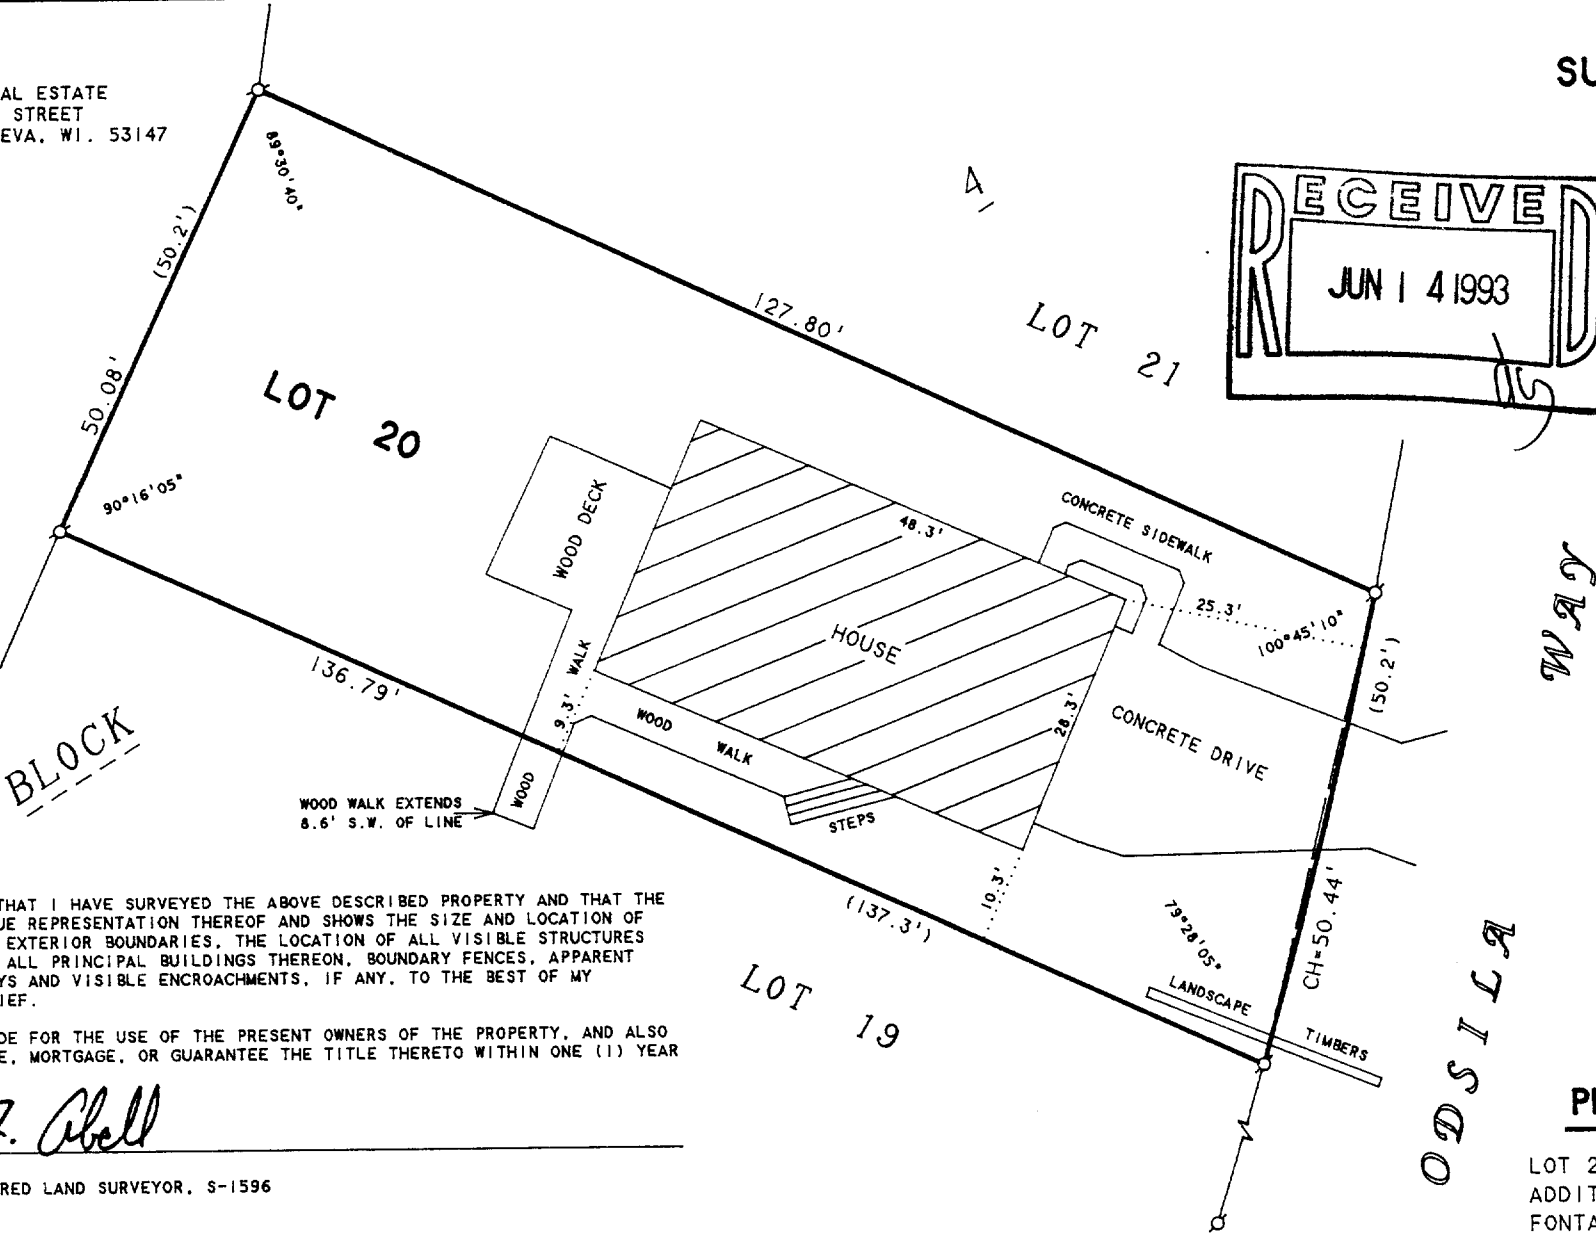 SU
AL ESTATE
STREET
EVA, WI. 53147
RECEIVED
JUN 14 1993
89°30'40"
(50.2')
50.08'
90°16'05"
LOT 20
127.80'
LOT 21
WOOD DECK
48.3'
CONCRETE SIDEWALK
25.3'
100°45'10"
(50.2')
WAY
HOUSE
WALK
9.3'
136.79'
WOOD WALK
28.3'
CONCRETE DRIVE
BLOCK
WOOD
WOOD WALK EXTENDS
8.6' S.W. OF LINE
STEPS
10.3'
(137.3')
79°28'05"
CH=50.44'
LANDSCAPE TIMBERS
LOT 19
ODSILA
THAT I HAVE SURVEYED THE ABOVE DESCRIBED PROPERTY AND THAT THE
UE REPRESENTATION THEREOF AND SHOWS THE SIZE AND LOCATION OF
EXTERIOR BOUNDARIES, THE LOCATION OF ALL VISIBLE STRUCTURES
ALL PRINCIPAL BUILDINGS THEREON, BOUNDARY FENCES, APPARENT
YS AND VISIBLE ENCROACHMENTS, IF ANY, TO THE BEST OF MY
IEF.
DE FOR THE USE OF THE PRESENT OWNERS OF THE PROPERTY, AND ALSO
E, MORTGAGE, OR GUARANTEE THE TITLE THERETO WITHIN ONE (1) YEAR
F. Abell
RED LAND SURVEYOR, S-1596
LOT 2
ADDIT
FONTA